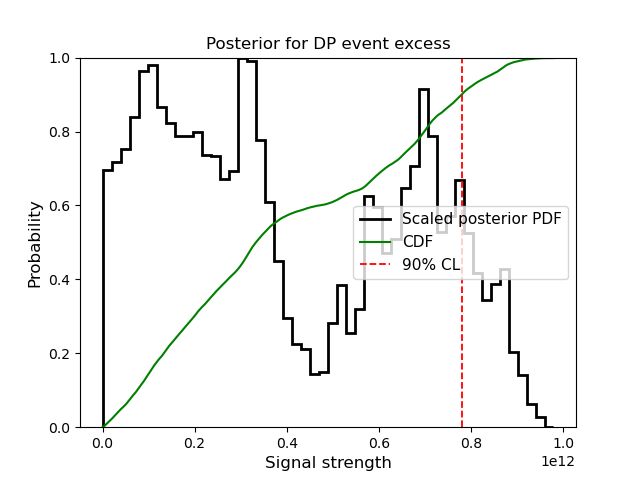 Posterior for DP event excess
1.0
0.8
0.6
0.4
0.2
0.0
Probability
Scaled posterior PDF
CDF
90% CL
0.0 0.2 0.4 0.6 0.8 1.0
1e12
Signal strength